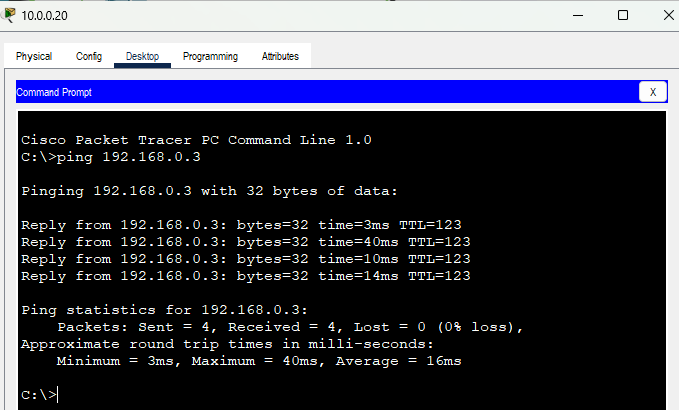 10.0.0.20
Physical Config Desktop Programming Attributes
Command Prompt X
Cisco Packet Tracer PC Command Line 1.0
C:\>ping 192.168.0.3
Pinging 192.168.0.3 with 32 bytes of data:
Reply from 192.168.0.3: bytes=32 time=3ms TTL=123
Reply from 192.168.0.3: bytes=32 time=40ms TTL=123
Reply from 192.168.0.3: bytes=32 time=10ms TTL=123
Reply from 192.168.0.3: bytes=32 time=14ms TTL=123
Ping statistics for 192.168.0.3:
    Packets: Sent = 4, Received = 4, Lost = 0 (0% loss),
Approximate round trip times in milli-seconds:
    Minimum = 3ms, Maximum = 40ms, Average = 16ms
C:\>